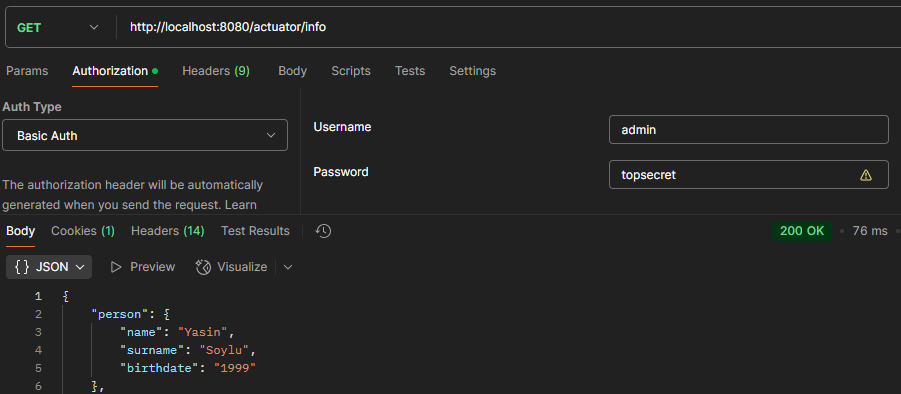 GET http://localhost:8080/actuator/info
Params Authorization Headers (9) Body Scripts Tests Settings
Auth Type
Basic Auth
The authorization header will be automatically
generated when you send the request. Learn
Username admin
Password topsecret
Body Cookies (1) Headers (14) Test Results 200 OK 76 ms
{} JSON Preview Visualize
1 {
2 "person": {
3 "name": "Yasin",
4 "surname": "Soylu",
5 "birthdate": "1999"
6 },